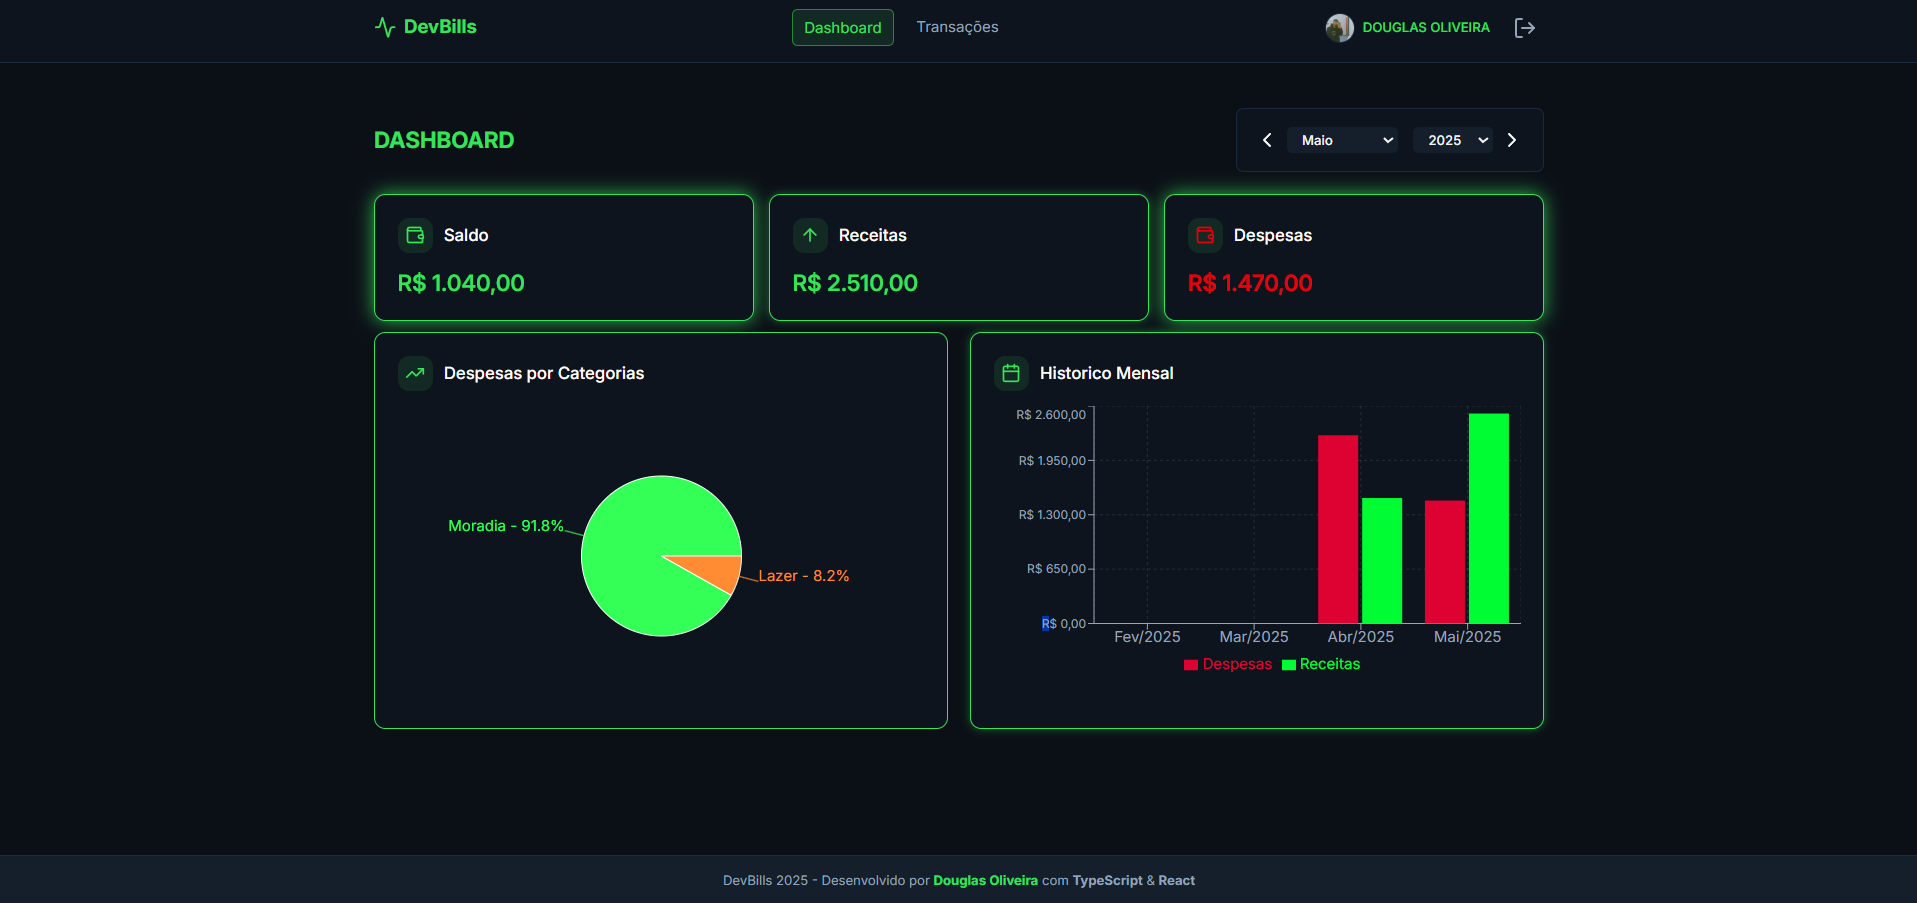 DevBills
Dashboard
Transações
DOUGLAS OLIVEIRA
DASHBOARD
Maio
2025
Saldo
R$ 1.040,00
Receitas
R$ 2.510,00
Despesas
R$ 1.470,00
Despesas por Categorias
Moradia - 91.8%
Lazer - 8.2%
Historico Mensal
R$ 2.600,00
R$ 1.950,00
R$ 1.300,00
R$ 650,00
R$ 0,00
Fev/2025 Mar/2025 Abr/2025 Mai/2025
Despesas Receitas
DevBills 2025 - Desenvolvido por Douglas Oliveira com TypeScript & React